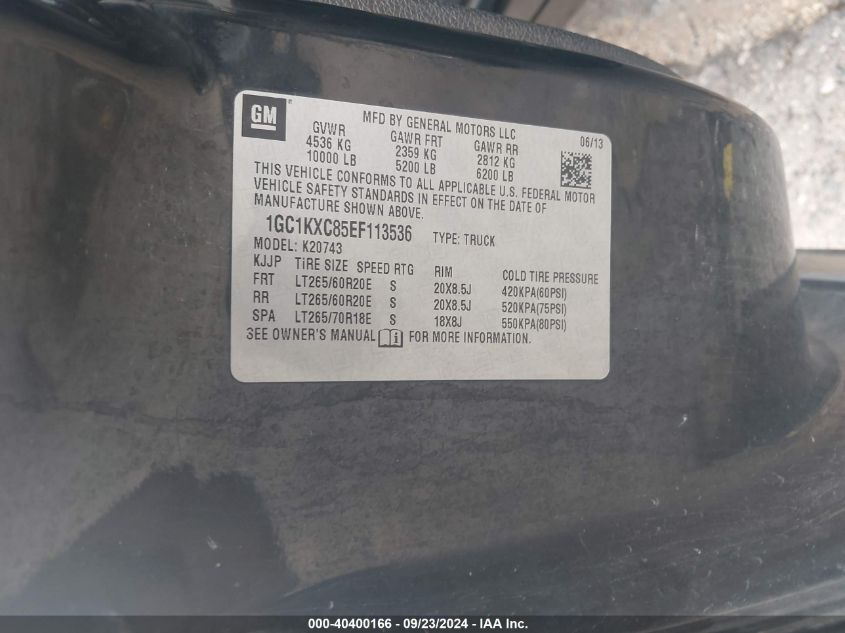 GM
MFD BY GENERAL MOTORS LLC
06/13
GVWR GAWR FRT GAWR RR
4536 KG 2359 KG 2812 KG
10000 LB 5200 LB 6200 LB
THIS VEHICLE CONFORMS TO ALL APPLICABLE U.S. FEDERAL MOTOR
VEHICLE SAFETY STANDARDS IN EFFECT ON THE DATE OF
MANUFACTURE SHOWN ABOVE.
1GC1KXC85EF113536 TYPE: TRUCK
MODEL: K20743
KJJP TIRE SIZE SPEED RTG RIM COLD TIRE PRESSURE
FRT LT265/60R20E S 20X8.5J 420KPA(60PSI)
RR LT265/60R20E S 20X8.5J 520KPA(75PSI)
SPA LT265/70R18E S 18X8J 550KPA(80PSI)
SEE OWNER'S MANUAL i FOR MORE INFORMATION.
000-40400166 - 09/23/2024 - IAA Inc.